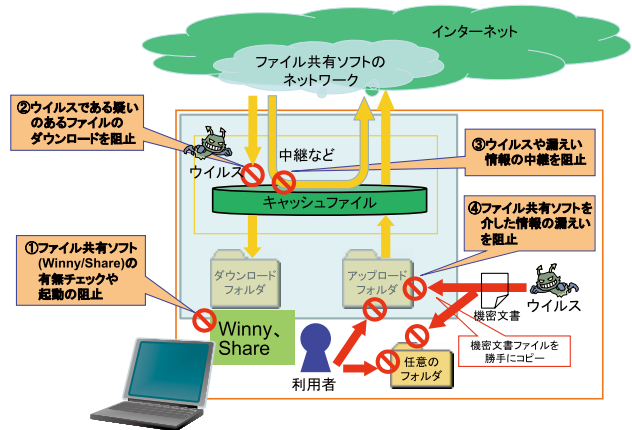 インターネット
ファイル共有ソフトの
ネットワーク
②ウイルスである疑い
のあるファイルの
ダウンロードを阻止
ウイルス
中継など
③ウイルスや漏えい
情報の中継を阻止
キャッシュファイル
④ファイル共有ソフトを
介した情報の漏えい
を阻止
①ファイル共有ソフト
(Winny/Share)の
有無チェックや
起動の阻止
ダウンロード
フォルダ
アップロード
フォルダ
機密文書
ウイルス
Winny、
Share
利用者
任意の
フォルダ
機密文書ファイルを
勝手にコピー